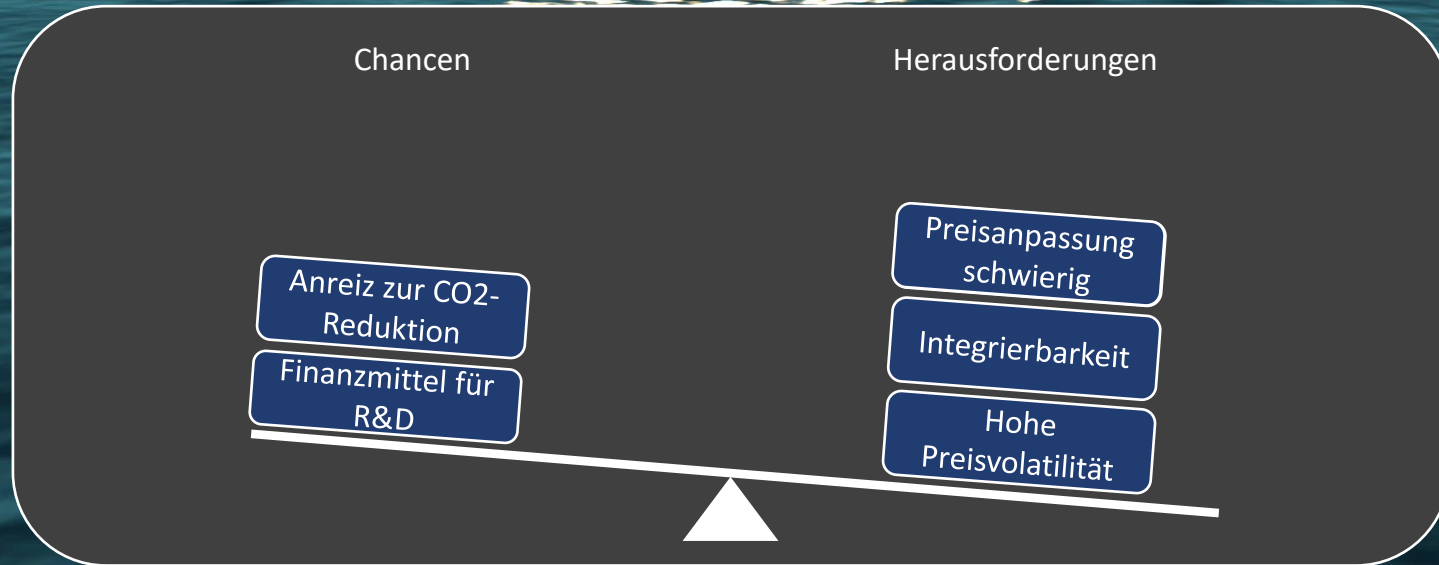 Chancen
Herausforderungen
Anreiz zur CO2-
Reduktion
Finanzmittel für
R&D
Preisanpassung
schwierig
Integrierbarkeit
Hohe
Preisvolatilität